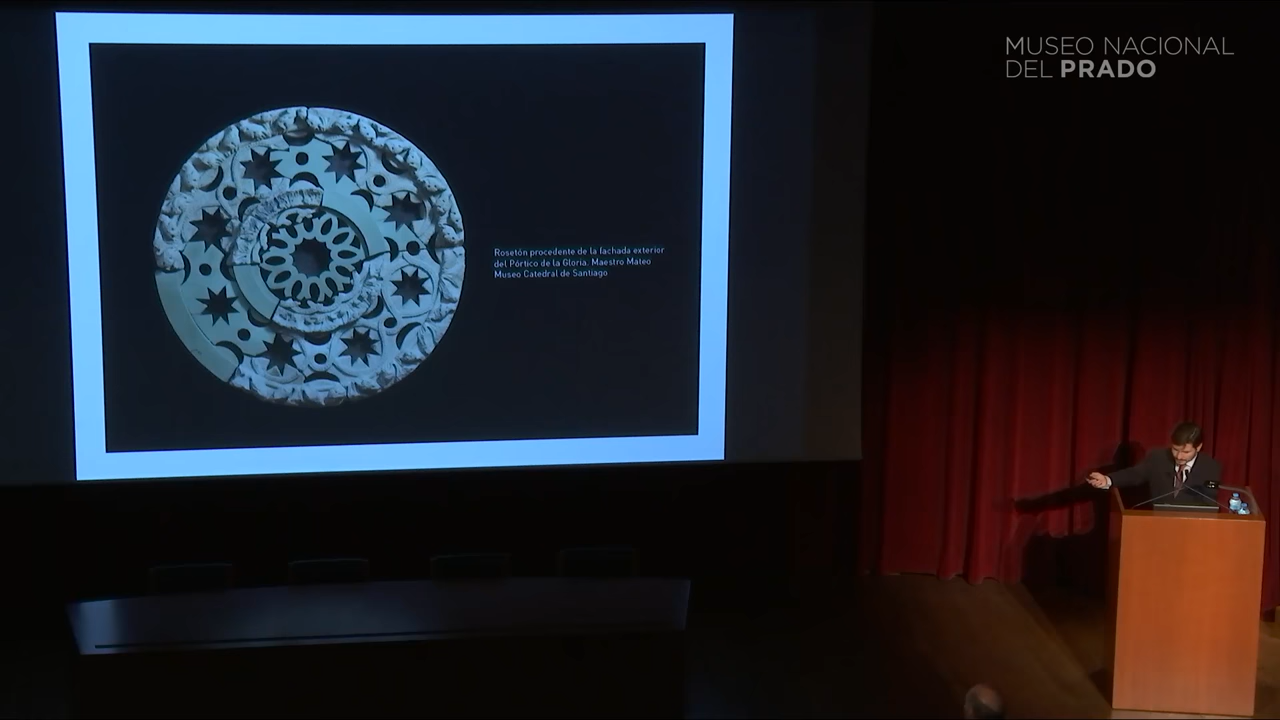 MUSEO NACIONAL
DEL PRADO
Rosetón procedente de la fachada exterior
del Pórtico de la Gloria. Maestro Mateo
Museo Catedral de Santiago